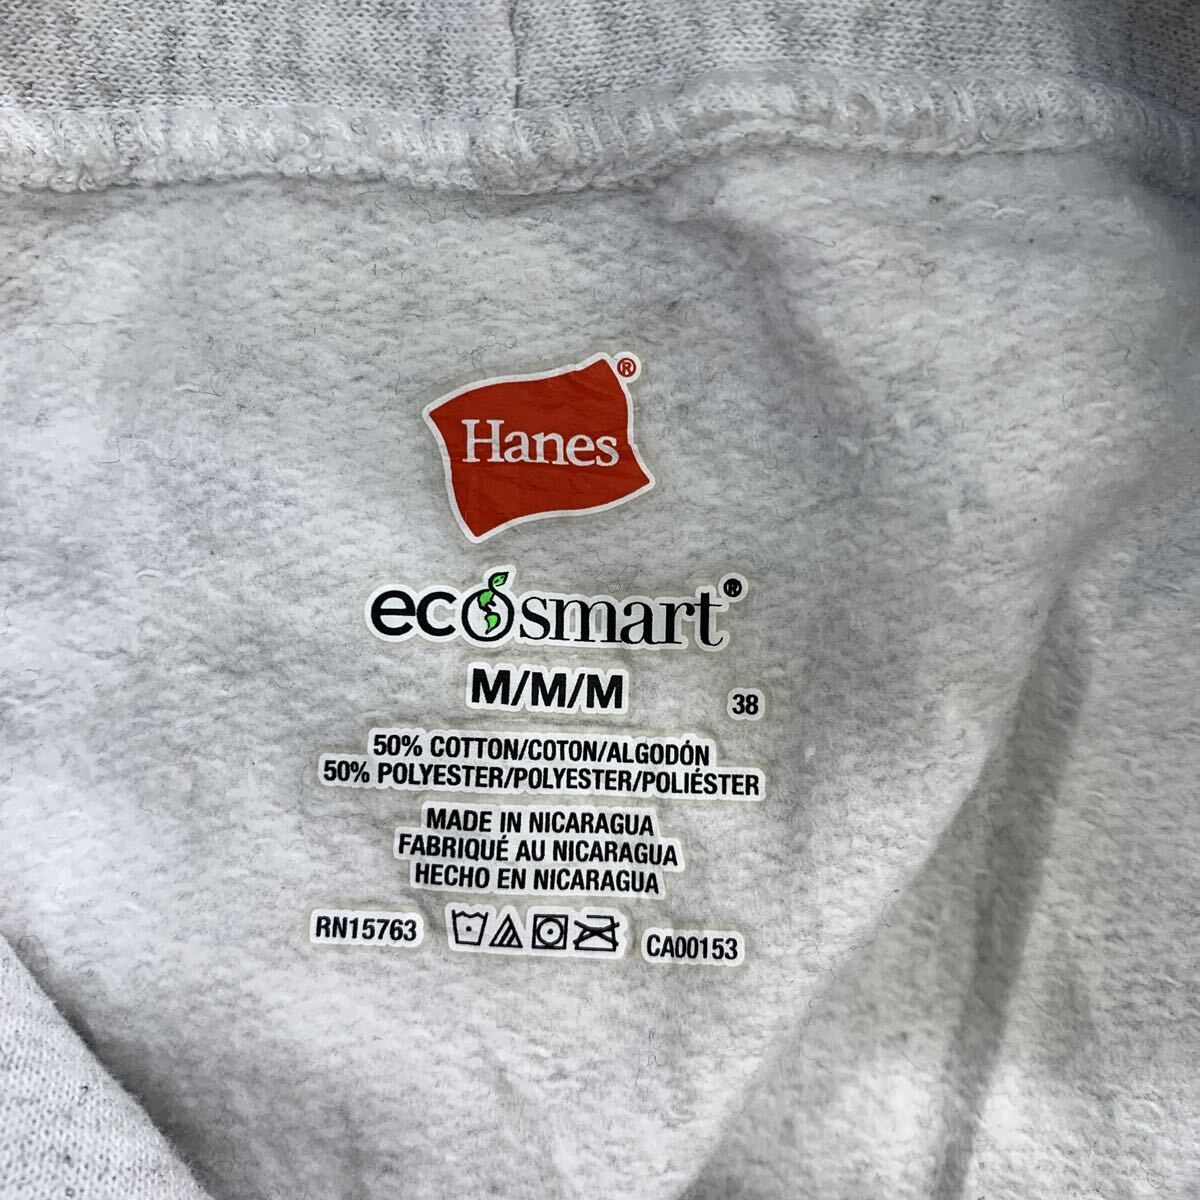 Hanes®
ecosmart®
M/M/M
38
50% COTTON/COTON/ALGODÓN
50% POLYESTER/POLYESTER/POLIÉSTER
MADE IN NICARAGUA
FABRIQUÉ AU NICARAGUA
HECHO EN NICARAGUA
RN15763
CA00153